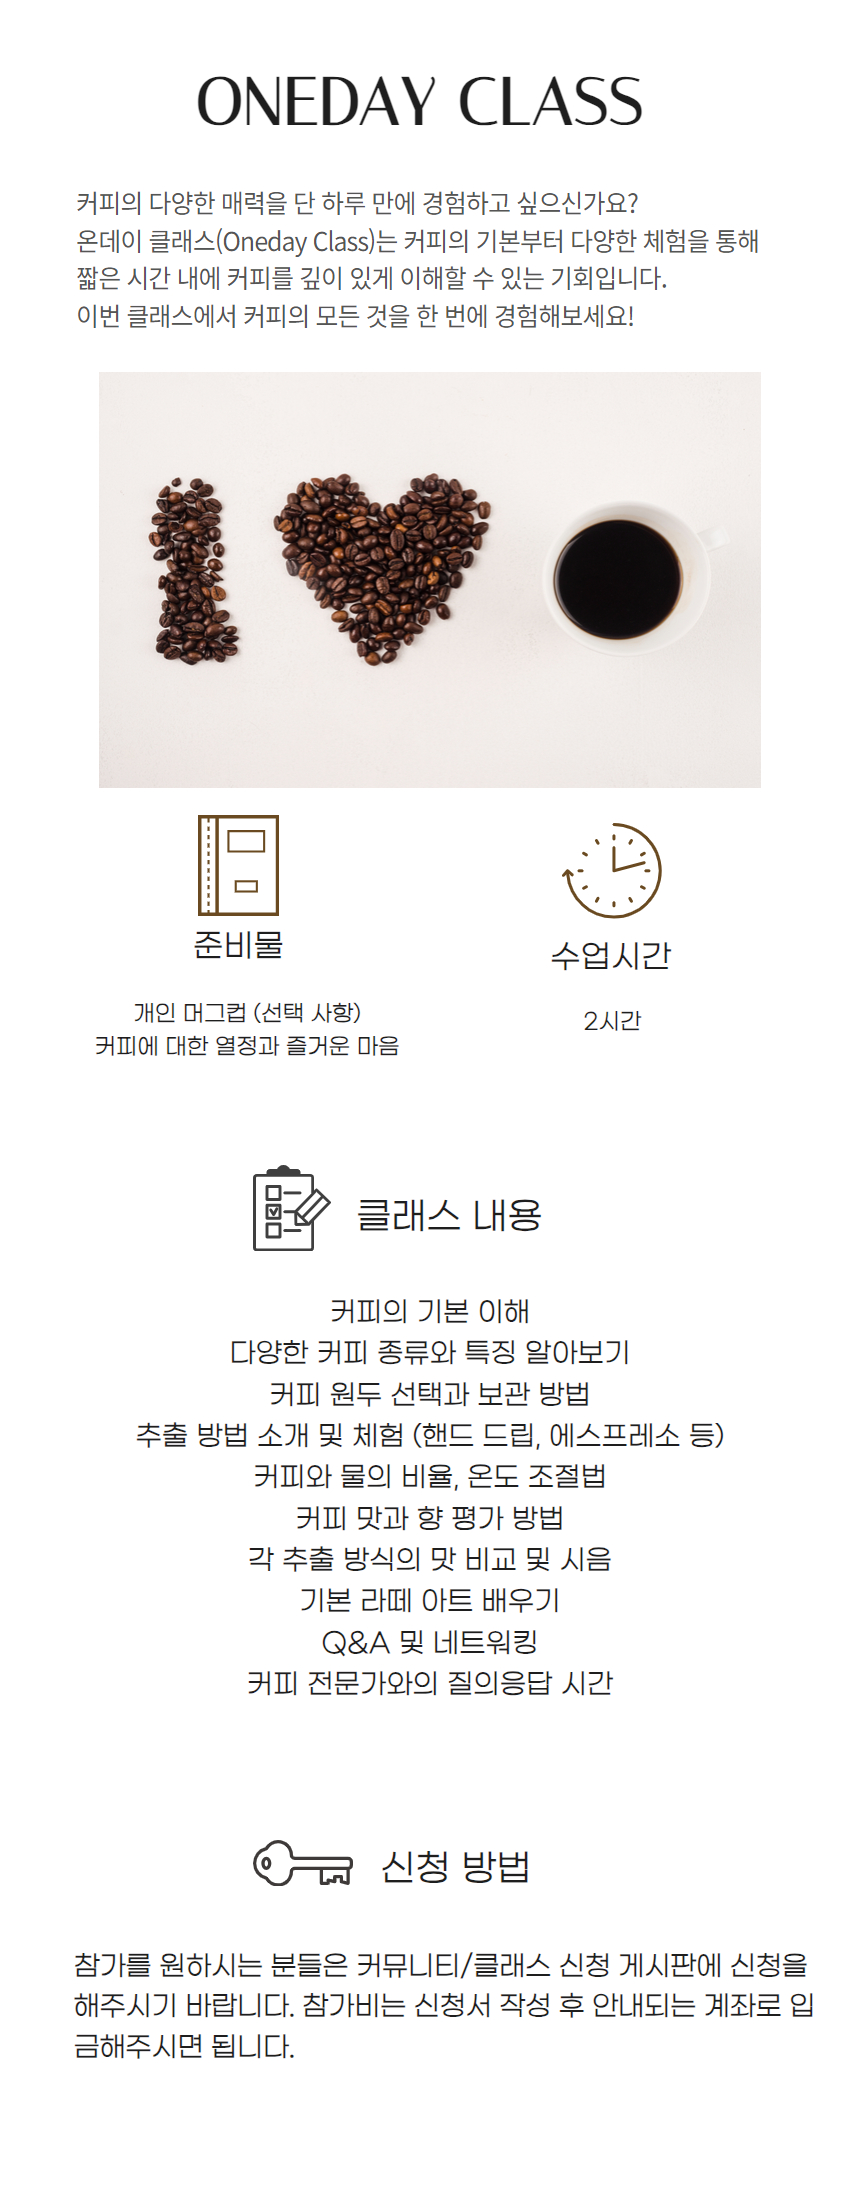 ONEDAY CLASS
커피의 다양한 매력을 단 하루 만에 경험하고 싶으신가요?
온데이 클래스(Oneday Class)는 커피의 기본부터 다양한 체험을 통해
짧은 시간 내에 커피를 깊이 있게 이해할 수 있는 기회입니다.
이번 클래스에서 커피의 모든 것을 한 번에 경험해보세요!
준비물
개인 머그컵 (선택 사항)
커피에 대한 열정과 즐거운 마음
수업시간
2시간
클래스 내용
커피의 기본 이해
다양한 커피 종류와 특징 알아보기
커피 원두 선택과 보관 방법
추출 방법 소개 및 체험 (핸드 드립, 에스프레소 등)
커피와 물의 비율, 온도 조절법
커피 맛과 향 평가 방법
각 추출 방식의 맛 비교 및 시음
기본 라떼 아트 배우기
Q&A 및 네트워킹
커피 전문가와의 질의응답 시간
신청 방법
참가를 원하시는 분들은 커뮤니티/클래스 신청 게시판에 신청을
해주시기 바랍니다. 참가비는 신청서 작성 후 안내되는 계좌로 입
금해주시면 됩니다.